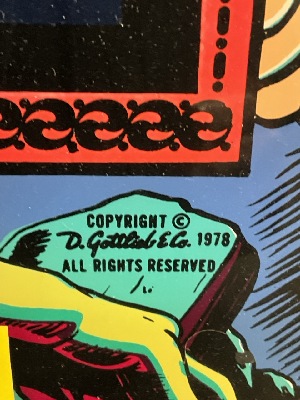 COPYRIGHT ©
D. Gottlieb & Co. 1978
ALL RIGHTS RESERVED